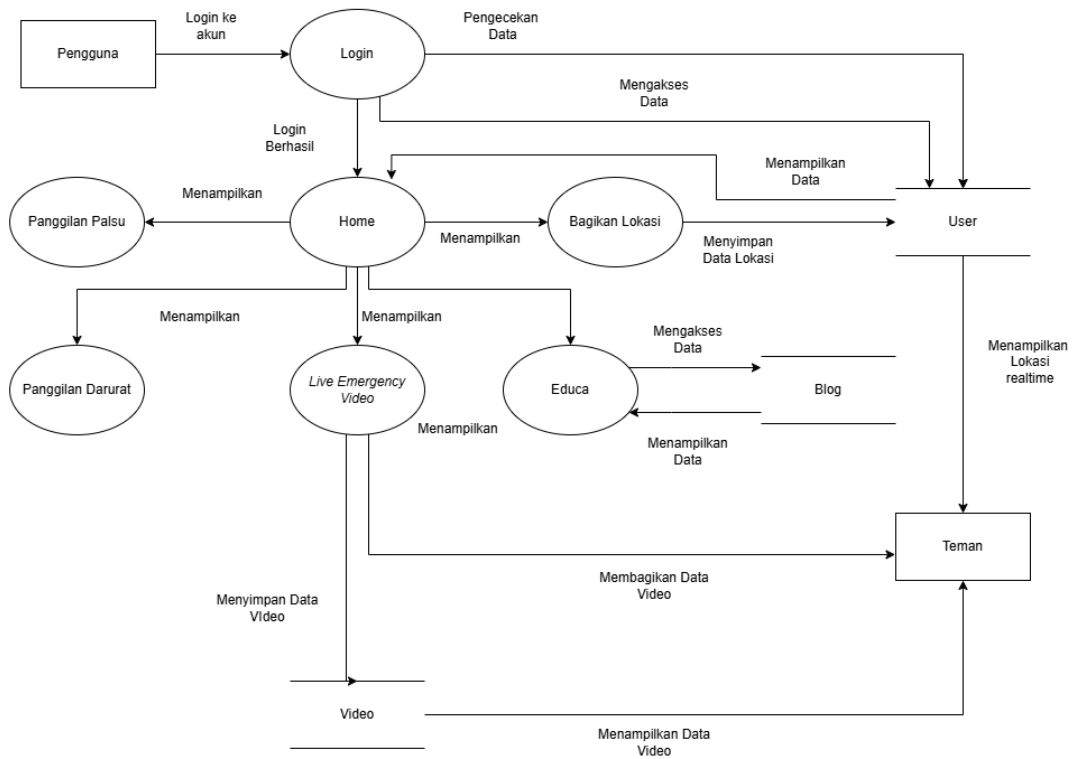 Login ke
akun
Pengecekan
Data
Pengguna
Login
Mengakses
Data
Login
Berhasil
Menampilkan
Data
Menampilkan
Panggilan Palsu
Home
Menampilkan
Bagikan Lokasi
Menyimpan
Data Lokasi
User
Menampilkan
Menampilkan
Mengakses
Data
Menampilkan
Lokasi
realtime
Panggilan Darurat
Live Emergency
Video
Educa
Blog
Menampilkan
Menampilkan
Data
Teman
Membagikan Data
Video
Menyimpan Data
VIdeo
Video
Menampilkan Data
Video